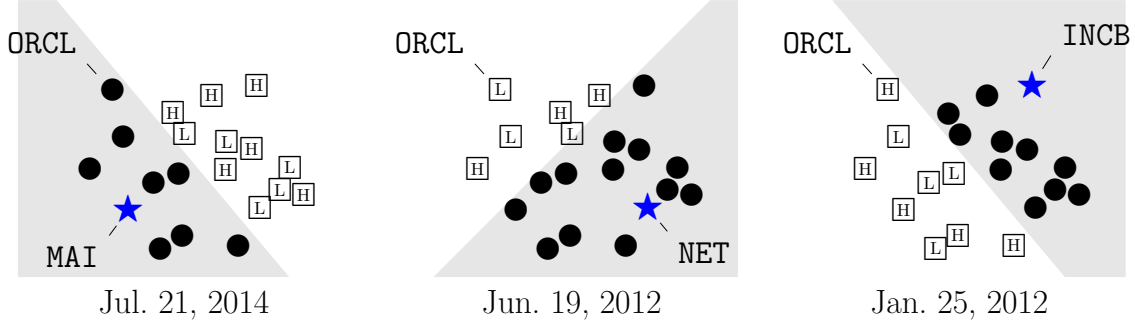 ORCL
H
H
H
L
L
H
H
L
L
H
L
MAI
Jul. 21, 2014
ORCL
L
H
H
L
L
H
NET
Jun. 19, 2012
ORCL
INCB
H
L
H
L
L
H
H
H
L
Jan. 25, 2012